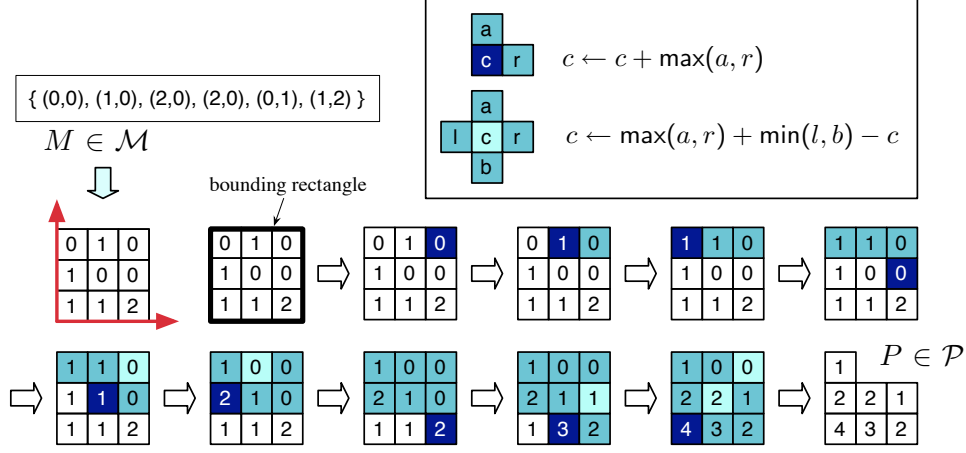 a
c r
c ← c + max(a, r)
a
l c r
b
c ← max(a, r) + min(l, b) − c
{ (0,0), (1,0), (2,0), (2,0), (0,1), (1,2) }
M ∈ ℳ
bounding rectangle
0 1 0 0 1 0 0 1 0 0 1 0 1 1 0 1 1 0
1 0 0 1 0 0 1 0 0 1 0 0 1 0 0 1 0 0
1 1 2 1 1 2 1 1 2 1 1 2 1 1 2 1 1 2
P ∈ 𝒫
1 1 0 1 0 0 1 0 0 1 0 0 1 0 0 1
1 1 0 2 1 0 2 1 0 2 1 1 2 2 1 2 2 1
1 1 2 1 1 2 1 1 2 1 3 2 4 3 2 4 3 2